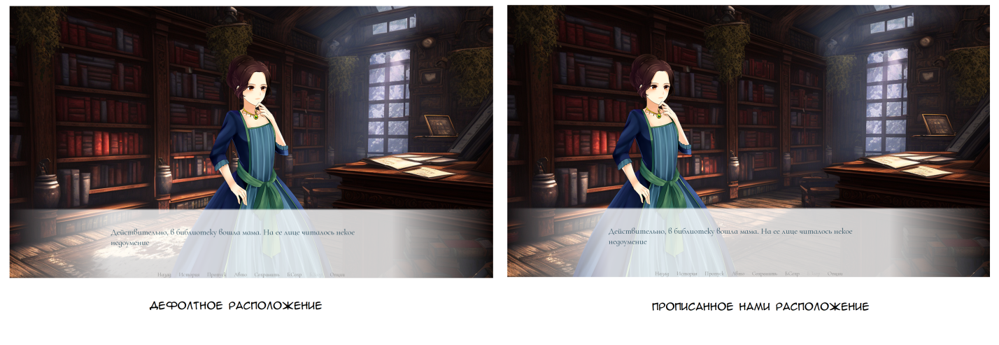 Действительно, в библиотеку вошла мама. На ее лице читалось некое
недоумение
Назад История Пропуск Авто Сохранить Б.Сохр Опции
ДЕФОЛТНОЕ РАСПОЛОЖЕНИЕ
Действительно, в библиотеку вошла мама. На ее лице читалось некое
недоумение
Назад История Пропуск Авто Сохранить Б.Сохр Опции
ПРОПИСАННОЕ НАМИ РАСПОЛОЖЕНИЕ